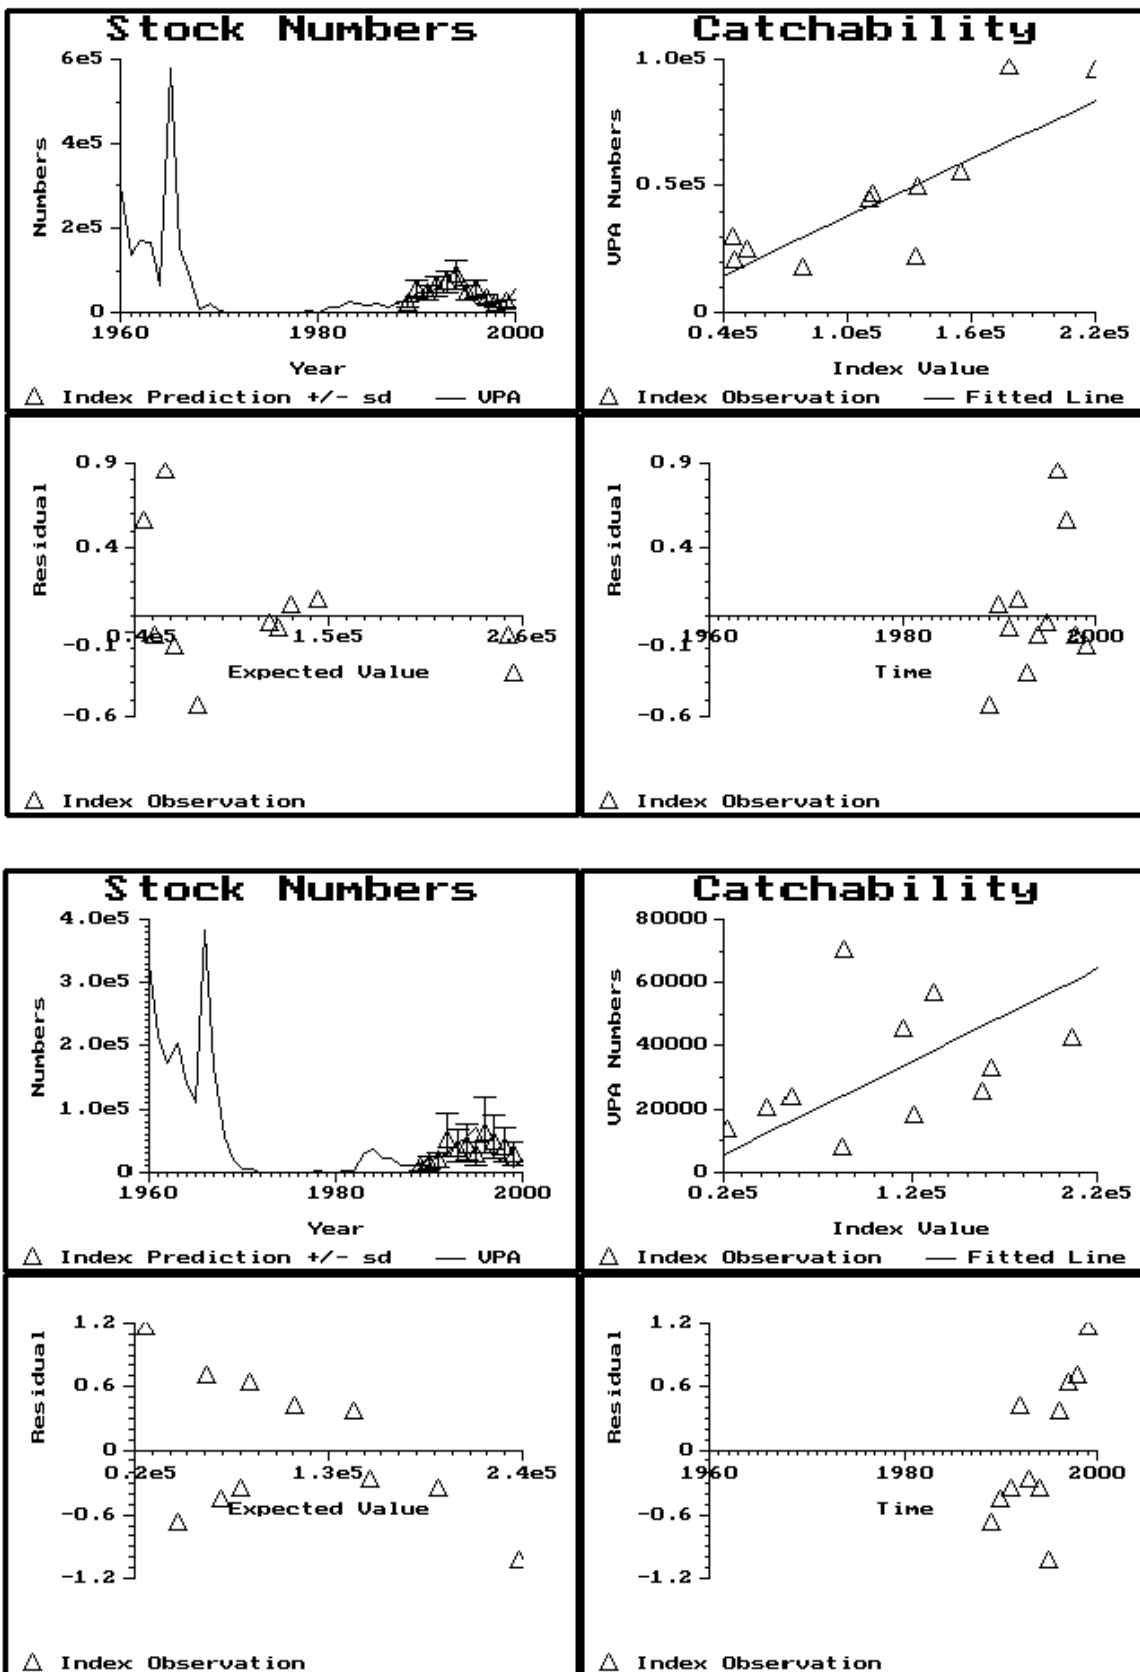 Stock Numbers
6e5
4e5
2e5
0
Numbers
1960 1980 2000
Year
△ Index Prediction +/- sd — VPA
Catchability
1.0e5
0.5e5
0
VPA Numbers
0.4e5 1.0e5 1.6e5 2.2e5
Index Value
△ Index Observation — Fitted Line
0.9
0.4
-0.1
-0.6
Residual
0.4e5 1.5e5 2.6e5
Expected Value
△ Index Observation
0.9
0.4
-0.1
-0.6
Residual
1960 1980 2000
Time
△ Index Observation
Stock Numbers
4.0e5
3.0e5
2.0e5
1.0e5
0
Numbers
1960 1980 2000
Year
△ Index Prediction +/- sd — VPA
Catchability
80000
60000
40000
20000
0
VPA Numbers
0.2e5 1.2e5 2.2e5
Index Value
△ Index Observation — Fitted Line
1.2
0.6
0
-0.6
-1.2
Residual
0.2e5 1.3e5 2.4e5
Expected Value
△ Index Observation
1.2
0.6
0
-0.6
-1.2
Residual
1960 1980 2000
Time
△ Index Observation